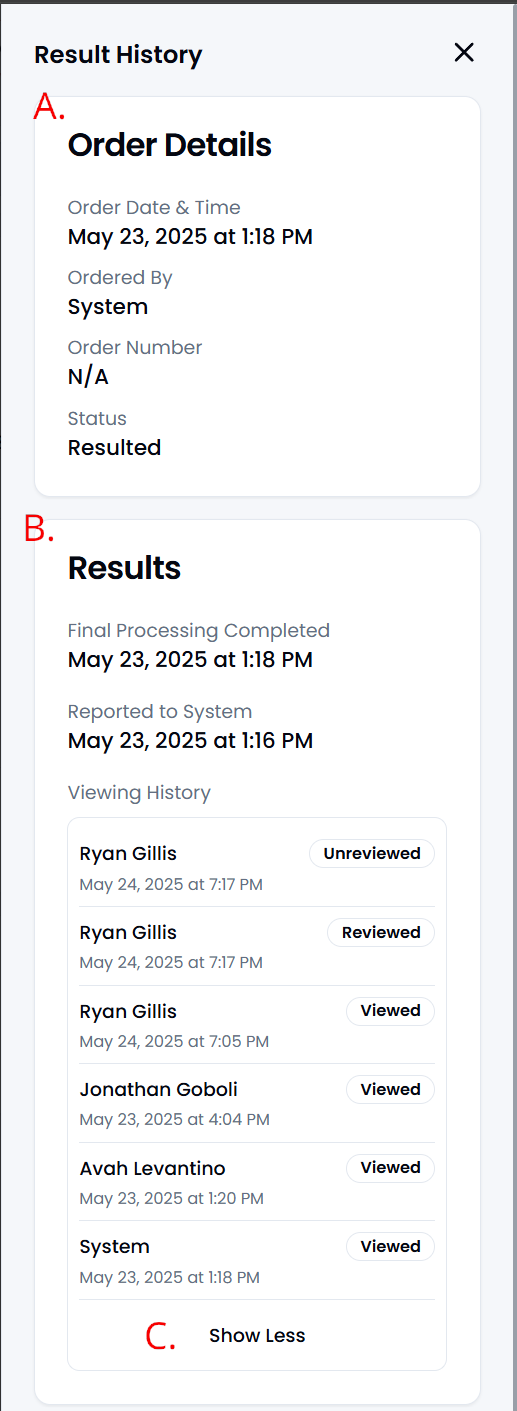 Result History
A.
Order Details
Order Date & Time
May 23, 2025 at 1:18 PM
Ordered By
System
Order Number
N/A
Status
Resulted
B.
Results
Final Processing Completed
May 23, 2025 at 1:18 PM
Reported to System
May 23, 2025 at 1:16 PM
Viewing History
Ryan Gillis Unreviewed
May 24, 2025 at 7:17 PM
Ryan Gillis Reviewed
May 24, 2025 at 7:17 PM
Ryan Gillis Viewed
May 24, 2025 at 7:05 PM
Jonathan Goboli Viewed
May 23, 2025 at 4:04 PM
Avah Levantino Viewed
May 23, 2025 at 1:20 PM
System Viewed
May 23, 2025 at 1:18 PM
C. Show Less